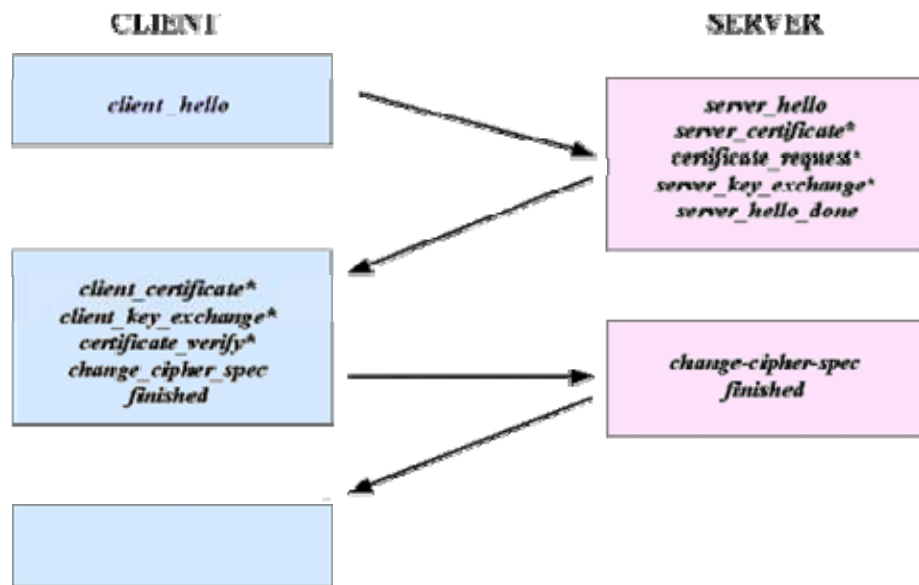 CLIENT
SERVER
client_hello
server_hello
server_certificate*
certificate_request*
server_key_exchange*
server_hello_done
client_certificate*
client_key_exchange*
certificate_verify*
change_cipher_spec
finished
change-cipher-spec
finished